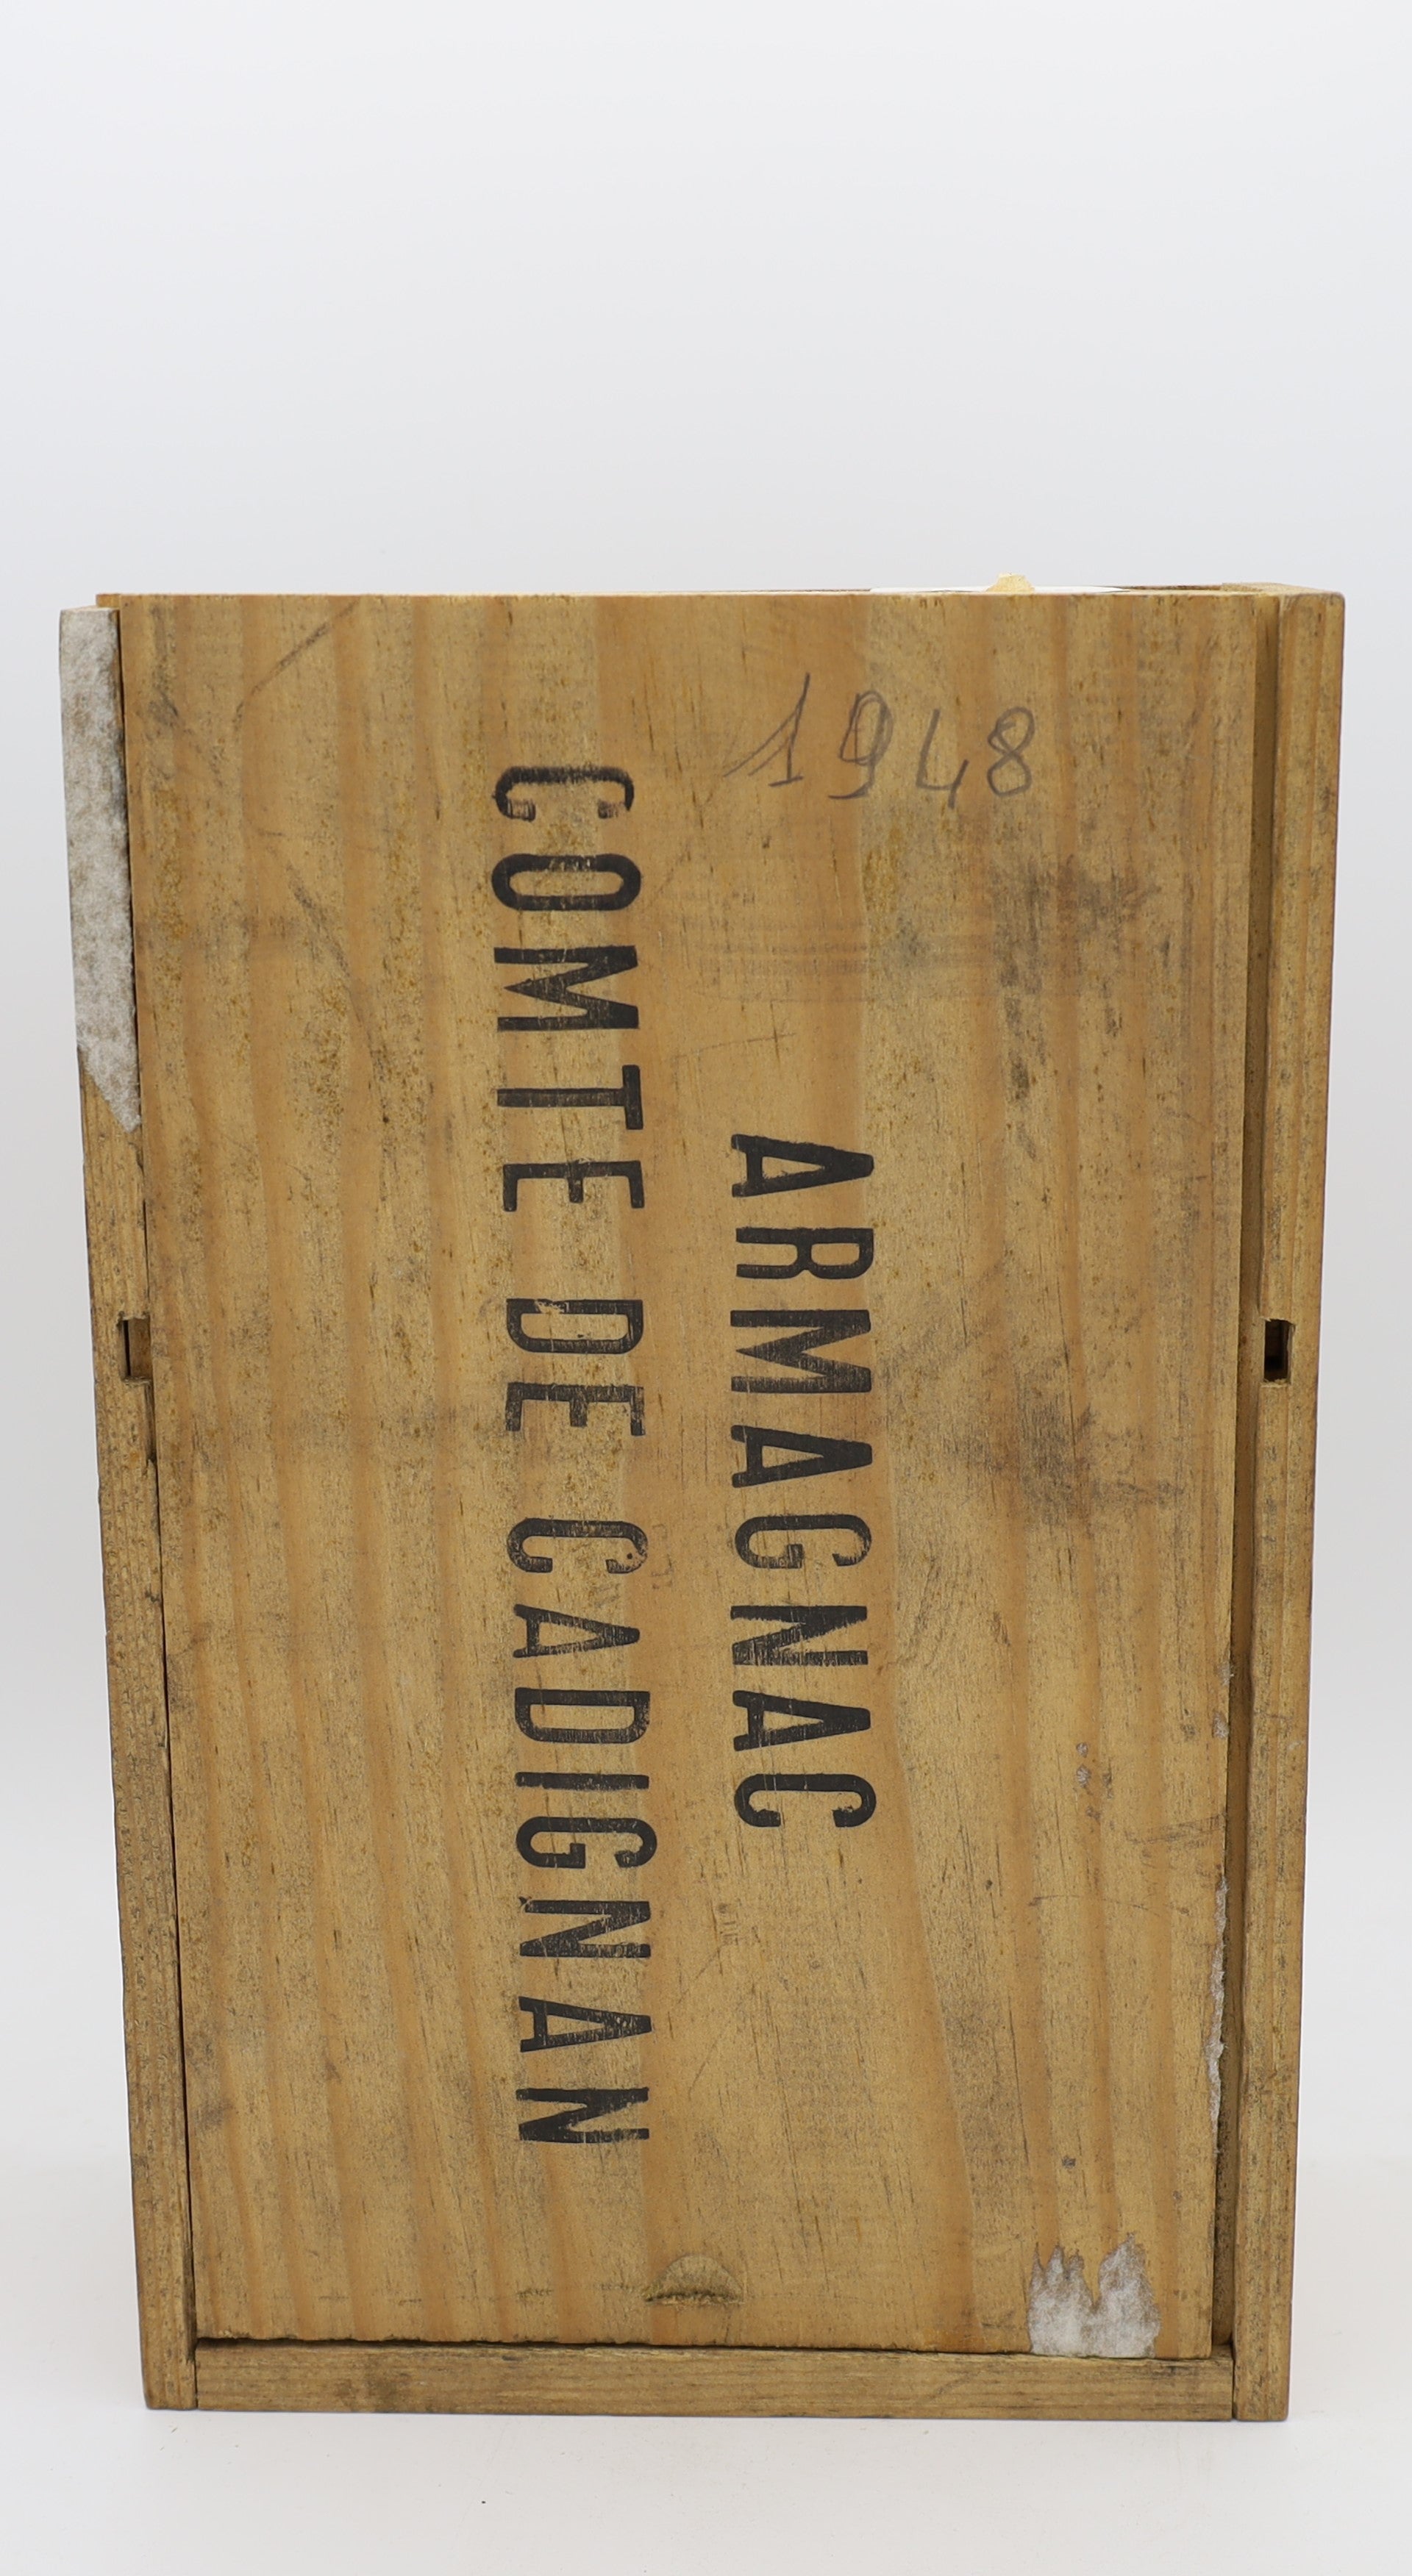 1948
ARMAGNAC
COMTE DE CADIGNAN